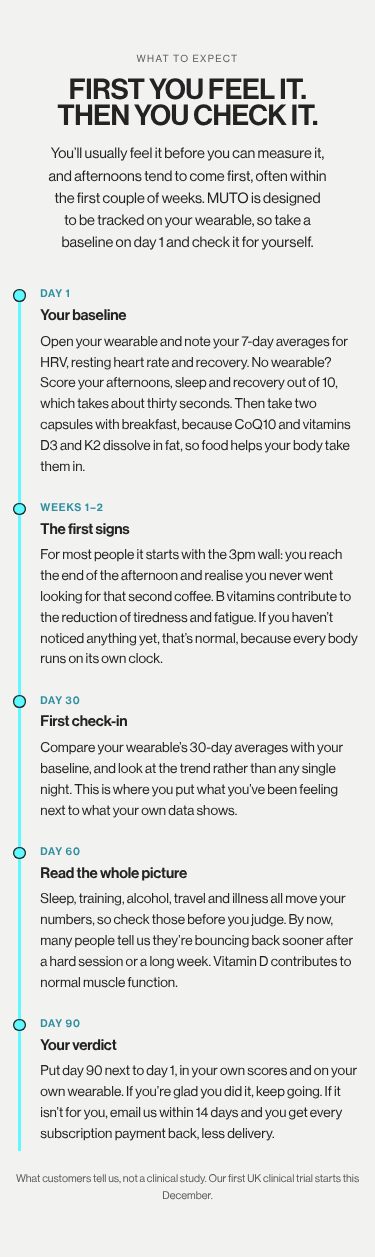 WHAT TO EXPECT
FIRST YOU FEEL IT.
THEN YOU CHECK IT.
You'll usually feel it before you can measure it,
and afternoons tend to come first, often within
the first couple of weeks. MUTO is designed
to be tracked on your wearable, so take a
baseline on day 1 and check it for yourself.
DAY 1
Your baseline
Open your wearable and note your 7-day averages for
HRV, resting heart rate and recovery. No wearable?
Score your afternoons, sleep and recovery out of 10,
which takes about thirty seconds. Then take two
capsules with breakfast, because CoQ10 and vitamins
D3 and K2 dissolve in fat, so food helps your body take
them in.
WEEKS 1–2
The first signs
For most people it starts with the 3pm wall: you reach
the end of the afternoon and realise you never went
looking for that second coffee. B vitamins contribute to
the reduction of tiredness and fatigue. If you haven't
noticed anything yet, that's normal, because every body
runs on its own clock.
DAY 30
First check-in
Compare your wearable's 30-day averages with your
baseline, and look at the trend rather than any single
night. This is where you put what you've been feeling
next to what your own data shows.
DAY 60
Read the whole picture
Sleep, training, alcohol, travel and illness all move your
numbers, so check those before you judge. By now,
many people tell us they're bouncing back sooner after
a hard session or a long week. Vitamin D contributes to
normal muscle function.
DAY 90
Your verdict
Put day 90 next to day 1, in your own scores and on your
own wearable. If you're glad you did it, keep going. If it
isn't for you, email us within 14 days and you get every
subscription payment back, less delivery.
What customers tell us, not a clinical study. Our first UK clinical trial starts this
December.